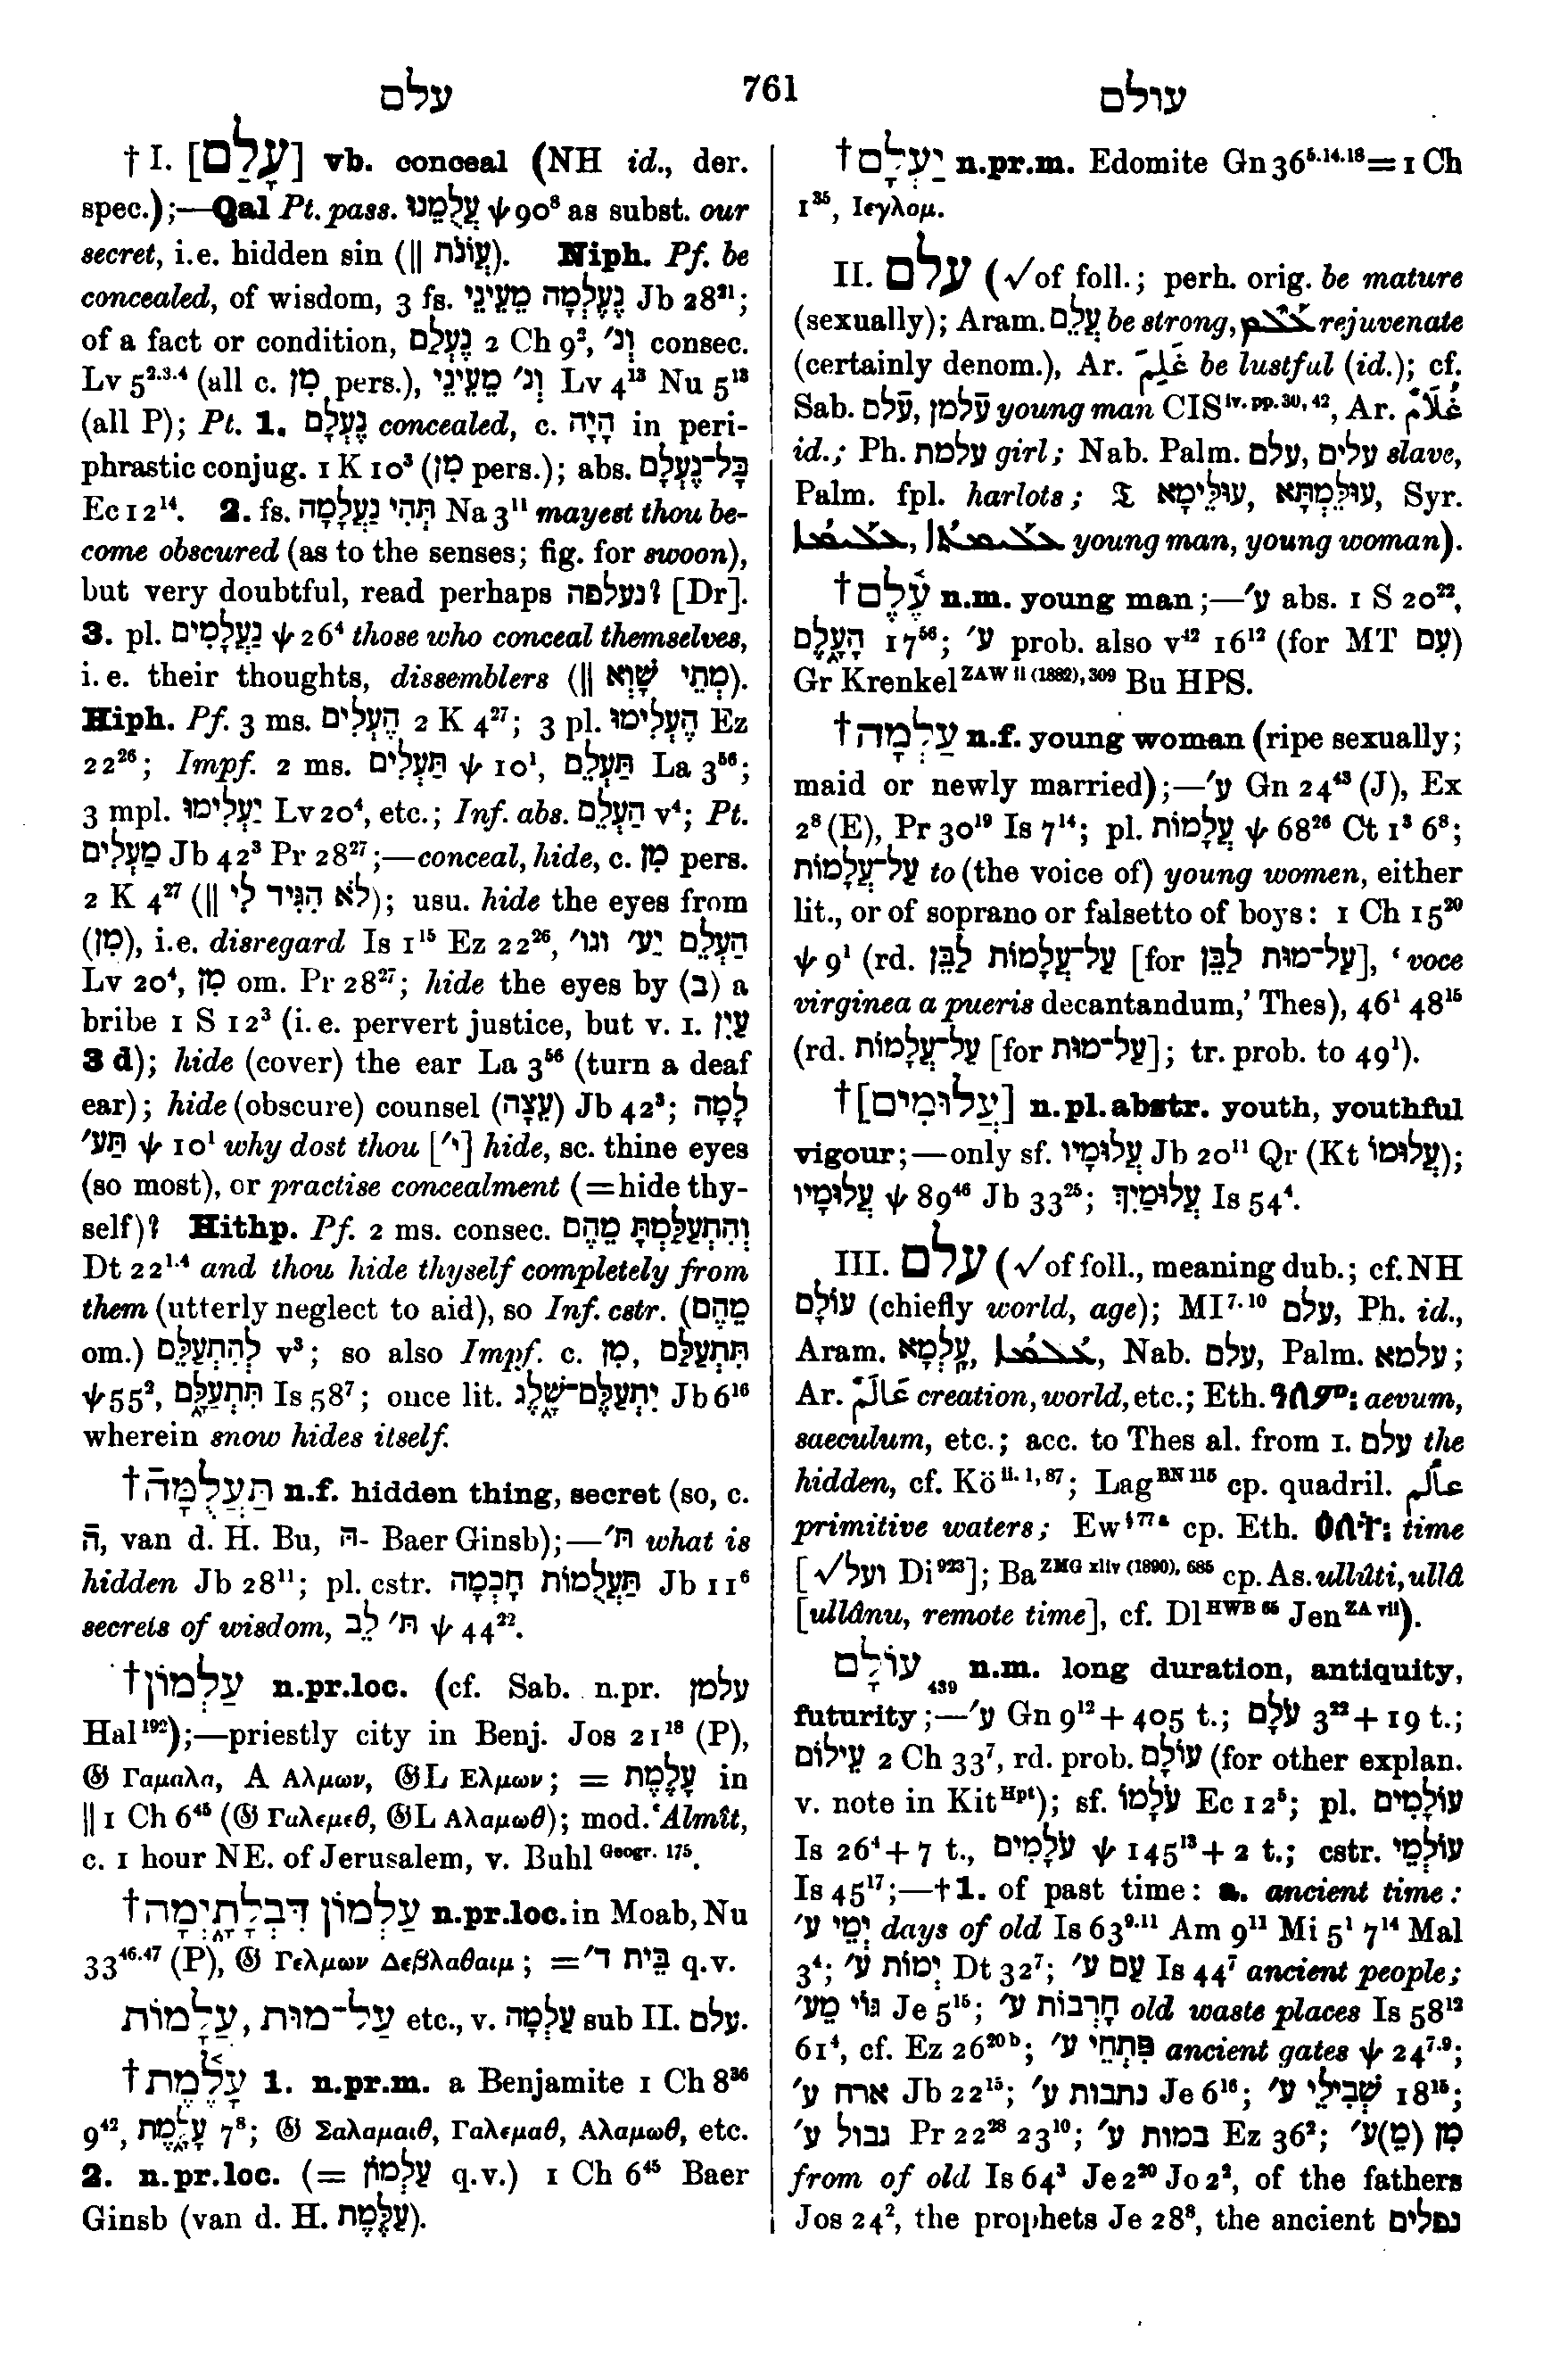 עלם 761 עולם
† I. [עָלַם] vb. conceal (NH id., der.
spec.);—Qal Pt. pass. עֲלֻמֵנוּ ψ 90⁸ as subst. our
secret, i.e. hidden sin (|| עֲוֺנֹת). Niph. Pf. be
concealed, of wisdom, 3 fs. נֶעֶלְמָה מֵעֵינֵי Jb 28²¹;
of a fact or condition, נֶעְלַם 2 Ch 9², וְנ׳ consec.
Lv 5²·³·⁴ (all c. מִן pers.), וְנ׳ מֵעֵינֵי Lv 4¹³ Nu 5¹³
(all P); Pt. 1. נֶעְלָם concealed, c. הָיָה in peri-
phrastic conjug. 1 K 10³ (מִן pers.); abs. כָּל־נֶעְלָם
Ec 12¹⁴. 2. fs. תְּהִי נַעֲלָמָה Na 3¹¹ mayest thou be-
come obscured (as to the senses; fig. for swoon),
but very doubtful, read perhaps נעלפה? [Dr].
3. pl. נַעֲלָמִים ψ 26⁴ those who conceal themselves,
i. e. their thoughts, dissemblers (|| מְתֵי שָׁוְא).
Hiph. Pf. 3 ms. הֶעְלִים 2 K 4²⁷; 3 pl. הֶעְלִימוּ Ez
22²⁶; Impf. 2 ms. תַּעְלִים ψ 10¹, תַּעְלֵם La 3⁵⁶;
3 mpl. יַעְלִימוּ Lv 20⁴, etc.; Inf. abs. הַעְלֵם v⁴; Pt.
מַעְלִים Jb 42³ Pr 28²⁷;—conceal, hide, c. מִן pers.
2 K 4²⁷ (|| לֹא הִגִּיד לִי); usu. hide the eyes from
(מִן), i.e. disregard Is 1¹⁵ Ez 22²⁶, הַעְלֵם יַע׳ וגו׳
Lv 20⁴, מִן om. Pr 28²⁷; hide the eyes by (בְּ) a
bribe 1 S 12³ (i. e. pervert justice, but v. I. עַיִן
3 d); hide (cover) the ear La 3⁵⁶ (turn a deaf
ear); hide (obscure) counsel (עֵצָה) Jb 42³; לָמָה
תַּע׳ ψ 10¹ why dost thou [י׳] hide, sc. thine eyes
(so most), or practise concealment (=hide thy-
self)? Hithp. Pf. 2 ms. consec. וְהִתְעַלַּמְתָּ מֵהֶם
Dt 22¹·⁴ and thou hide thyself completely from
them (utterly neglect to aid), so Inf. cstr. (מֵהֶם
om.) לְהִתְעַלֵּם v³; so also Impf. c. מִן, תִּתְעַלַּם
ψ 55², תִּתְעַלָּם Is 58⁷; once lit. יִתְעַלֶּם־שָׁלֶג Jb 6¹⁶
wherein snow hides itself.
† תַּעֲלֻמָהֿ n.f. hidden thing, secret (so, c.
הֿ, van d. H. Bu, הּ- Baer Ginsb);—תּ׳ what is
hidden Jb 28¹¹; pl. cstr. תַּעֲלֻמוֹת חָכְמָה Jb 11⁶
secrets of wisdom, תּ׳ לֵב ψ 44²².
† עַלְמוֹן n.pr.loc. (cf. Sab. n.pr. עלמן
Hal¹⁹²);—priestly city in Benj. Jos 21¹⁸ (P),
𝔊 Γαμαλα, A Αλμων, 𝔊L Ελμων; = עָלֶמֶת in
|| 1 Ch 6⁴⁵ (𝔊 Γαλεμεθ, 𝔊L Αλαμωθ); mod. ‘Almît,
c. 1 hour NE. of Jerusalem, v. Buhl Geogr. 175.
† עַלְמוֹן דִּבְלָתָיְמָה n.pr.loc. in Moab, Nu
33⁴⁶·⁴⁷ (P), 𝔊 Γελμων Δεβλαθαιμ; =בֵּית ד׳ q.v.
עַל־מוּת, עֲלָמוֹת etc., v. עַלְמָה sub II. עלם.
† עָלֶמֶת 1. n.pr.m. a Benjamite 1 Ch 8³⁶
9⁴², עָלָמֶת 7⁸; 𝔊 Σαλαμαιθ, Γαλεμαθ, Αλαμωθ, etc.
2. n.pr.loc. (= עַלְמוֹן q.v.) 1 Ch 6⁴⁵ Baer
Ginsb (van d. H. עַלֶּמֶת).
† יַעְלָם n.pr.m. Edomite Gn 36⁵·¹⁴·¹⁸ = 1 Ch
1³⁵, Ιεγλομ.
II. עלם (√ of foll.; perh. orig. be mature
(sexually); Aram. עֲלֵם be strong, ܥܠܡ rejuvenate
(certainly denom.), Ar. غَلِمَ be lustful (id.); cf.
Sab. עֿלם, עֿלמן young man CIS iv. pp. 30, 42, Ar. غُلَامٌ
id.; Ph. עלמת girl; Nab. Palm. עלם, עלים slave,
Palm. fpl. harlots; 𝔗 עוּלֵימָא, עוּלֵמְתָּא, Syr.
ܥܠܝܡܐ, ܥܠܝܡܬܐ young man, young woman).
† עֶלֶם n.m. young man;—ע׳ abs. 1 S 20²²,
הָעָלֶם 17⁵⁶; ע׳ prob. also v⁴² 16¹² (for MT עִם)
Gr Krenkel ZAW ii (1882), 309 Bu HPS.
† עַלְמָה n.f. young woman (ripe sexually;
maid or newly married);—ע׳ Gn 24⁴³ (J), Ex
2⁸ (E), Pr 30¹⁹ Is 7¹⁴; pl. עֲלָמוֹת ψ 68²⁶ Ct 1³ 6⁸;
עַל־עֲלָמוֹת to (the voice of) young women, either
lit., or of soprano or falsetto of boys: 1 Ch 15²⁰
ψ 9¹ (rd. עַל־עֲלָמוֹת לַבֵּן [for עַל־מוּת לַבֵּן], ‘voce
virginea a pueris decantandum,’ Thes), 46¹ 48¹⁵
(rd. עַל־עֲלָמוֹת [for עַל־מוּת]; tr. prob. to 49¹).
† [עֲלוּמִים] n.pl.abstr. youth, youthful
vigour;—only sf. עֲלוּמָיו Jb 20¹¹ Qr (Kt עֲלוּמוֹ);
עֲלוּמָיו ψ 89⁴⁶ Jb 33²⁵; עֲלוּמַיִךְ Is 54⁴.
III. עלם (√ of foll., meaning dub.; cf. NH
עוֹלָם (chiefly world, age); MI⁷·¹⁰ עלם, Ph. id.,
Aram. עָלְמָא, ܥܠܡܐ, Nab. עלם, Palm. עלמא;
Ar. عَالَمٌ creation, world, etc.; Eth. ዓለም: aevum,
saeculum, etc.; acc. to Thes al. from I. עלם the
hidden, cf. Kö ii. 1, 87; Lag BN 115 cp. quadril. عالم
primitive waters; Ew § 77 a cp. Eth. ዕለት: time
[√ועל Di 923]; Ba ZMG xliv (1890), 685 cp. As. ullûti, ullâ
[ullânu, remote time], cf. Dl HWB 65 Jen ZA vii).
עוֹלָם 439 n.m. long duration, antiquity,
futurity;—ע׳ Gn 9¹² + 405 t.; עֹלָם 3²² + 19 t.;
עֵילוֹם 2 Ch 33⁷, rd. prob. עוֹלָם (for other explan.
v. note in Kit Hpt); sf. עֹלָמוֹ Ec 12⁵; pl. עוֹלָמִים
Is 26⁴ + 7 t., עֹלָמִים ψ 145¹³ + 2 t.; cstr. עוֹלְמֵי
Is 45¹⁷;—† 1. of past time: a. ancient time:
יְמֵי ע׳ days of old Is 63⁹·¹¹ Am 9¹¹ Mi 5¹ 7¹⁴ Mal
3⁴; יְמוֹת ע׳ Dt 32⁷; עַם ע׳ Is 44⁷ ancient people;
גּוֹי מֵע׳ Je 5¹⁵; חָרְבוֹת ע׳ old waste places Is 58¹²
61⁴, cf. Ez 26²⁰ ᵇ; פִּתְחֵי ע׳ ancient gates ψ 24⁷·⁹;
ארח ע׳ Jb 22¹⁵; נתבות ע׳ Je 6¹⁶; שְׁבִילֵי ע׳ 18¹⁵;
גבול ע׳ Pr 22²⁸ 23¹⁰; במות ע׳ Ez 36²; מִן (מֵ)ע׳
from of old Is 64³ Je 2²⁰ Jo 2², of the fathers
Jos 24², the prophets Je 28⁸, the ancient נפלים